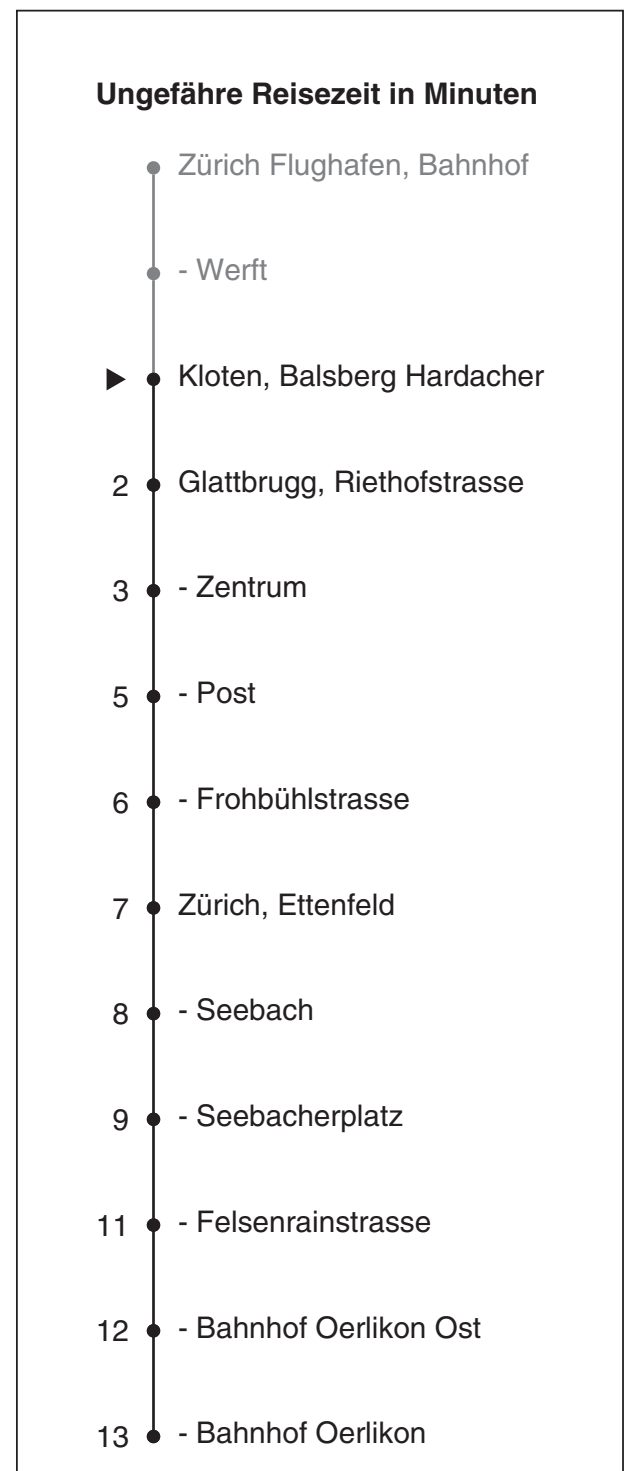 Ungefähre Reisezeit in Minuten
Zürich Flughafen, Bahnhof
- Werft
Kloten, Balsberg Hardacher
2 Glattbrugg, Riethofstrasse
3 - Zentrum
5 - Post
6 - Frohbühlstrasse
7 Zürich, Ettenfeld
8 - Seebach
9 - Seebacherplatz
11 - Felsenrainstrasse
12 - Bahnhof Oerlikon Ost
13 - Bahnhof Oerlikon